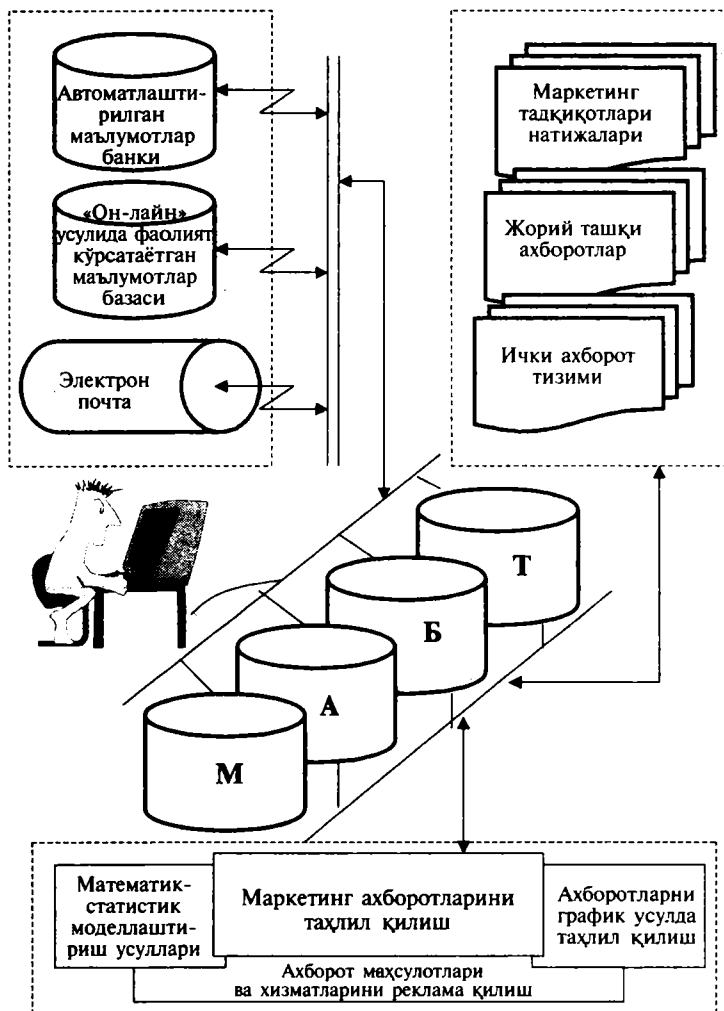 Автоматлашти-
рилган
маълумотлар
банки
«Он-лайн»
усулида фаолият
кўрсатаётган
маълумотлар
базаси
Электрон
почта
Маркетинг
тадқиқотлари
натижалари
Жорий ташқи
ахборотлар
Ички ахборот
тизими
Т
Б
А
М
Математик-
статистик
моделлашти-
риш усуллари
Маркетинг ахборотларини
таҳлил қилиш
Ахборотларни
график усулда
таҳлил қилиш
Ахборот маҳсулотлари
ва хизматларини реклама қилиш